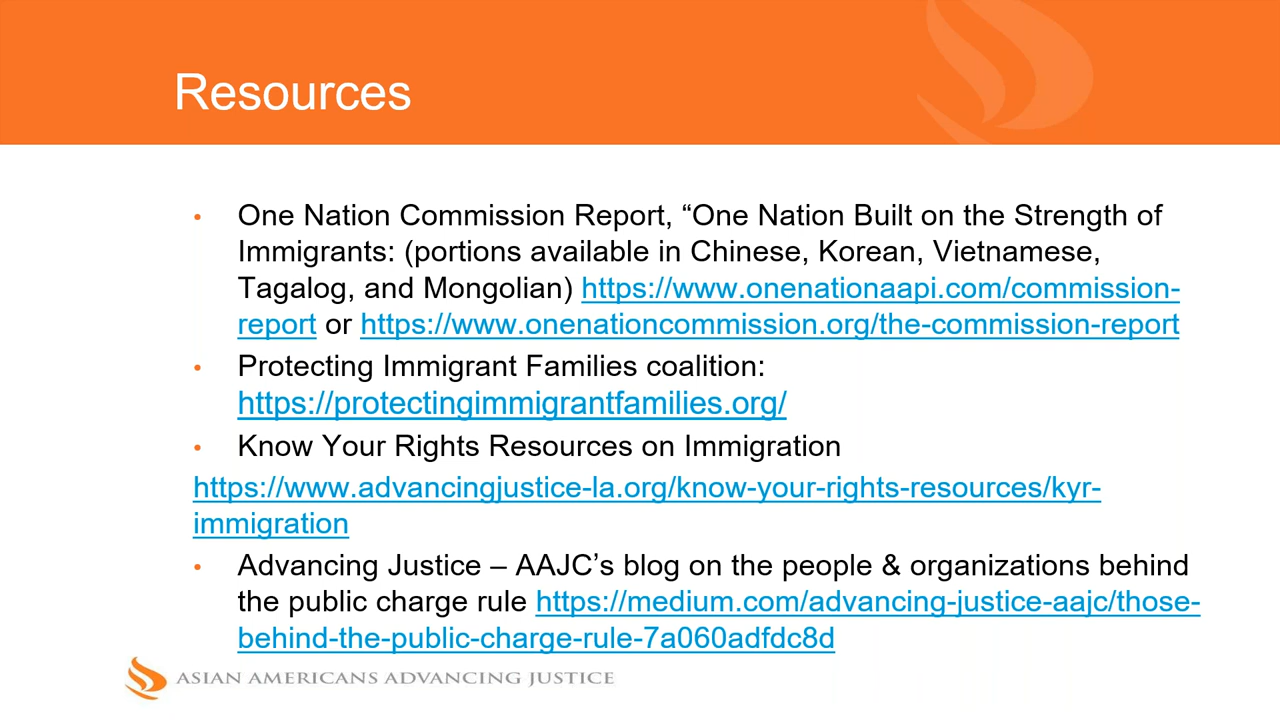 Resources
• One Nation Commission Report, “One Nation Built on the Strength of
Immigrants: (portions available in Chinese, Korean, Vietnamese,
Tagalog, and Mongolian) https://www.onenationaapi.com/commission-
report or https://www.onenationcommission.org/the-commission-report
• Protecting Immigrant Families coalition:
https://protectingimmigrantfamilies.org/
• Know Your Rights Resources on Immigration
https://www.advancingjustice-la.org/know-your-rights-resources/kyr-
immigration
• Advancing Justice – AAJC’s blog on the people & organizations behind
the public charge rule https://medium.com/advancing-justice-aajc/those-
behind-the-public-charge-rule-7a060adfdc8d
ASIAN AMERICANS ADVANCING JUSTICE